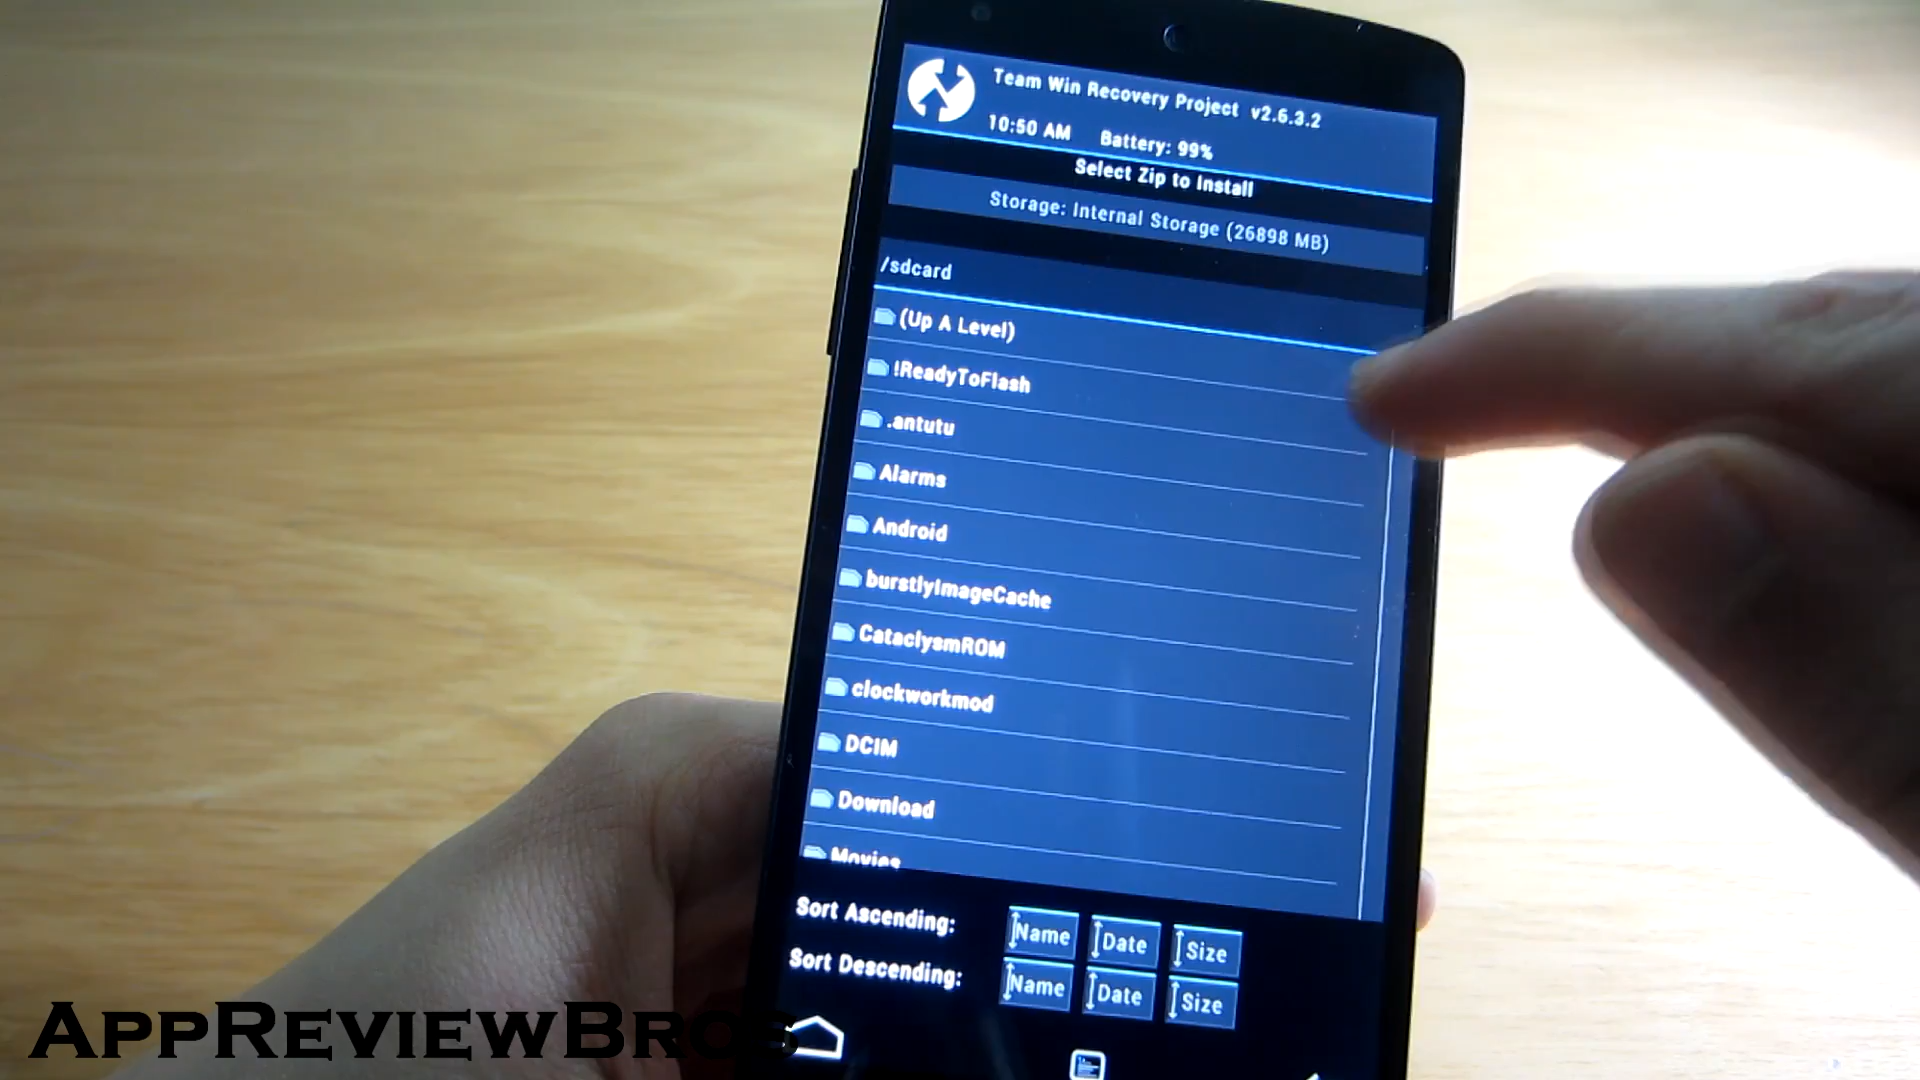 Team Win Recovery Project v2.6.3.2
10:50 AM Battery: 99%
Select Zip to Install
Storage: Internal Storage (26898 MB)
/sdcard
(Up A Level)
!ReadyToFlash
.antutu
Alarms
Android
burstlyImageCache
CataclysmROM
clockworkmod
DCIM
Download
Movies
Sort Ascending: Name Date Size
Sort Descending: Name Date Size
AppReviewBros